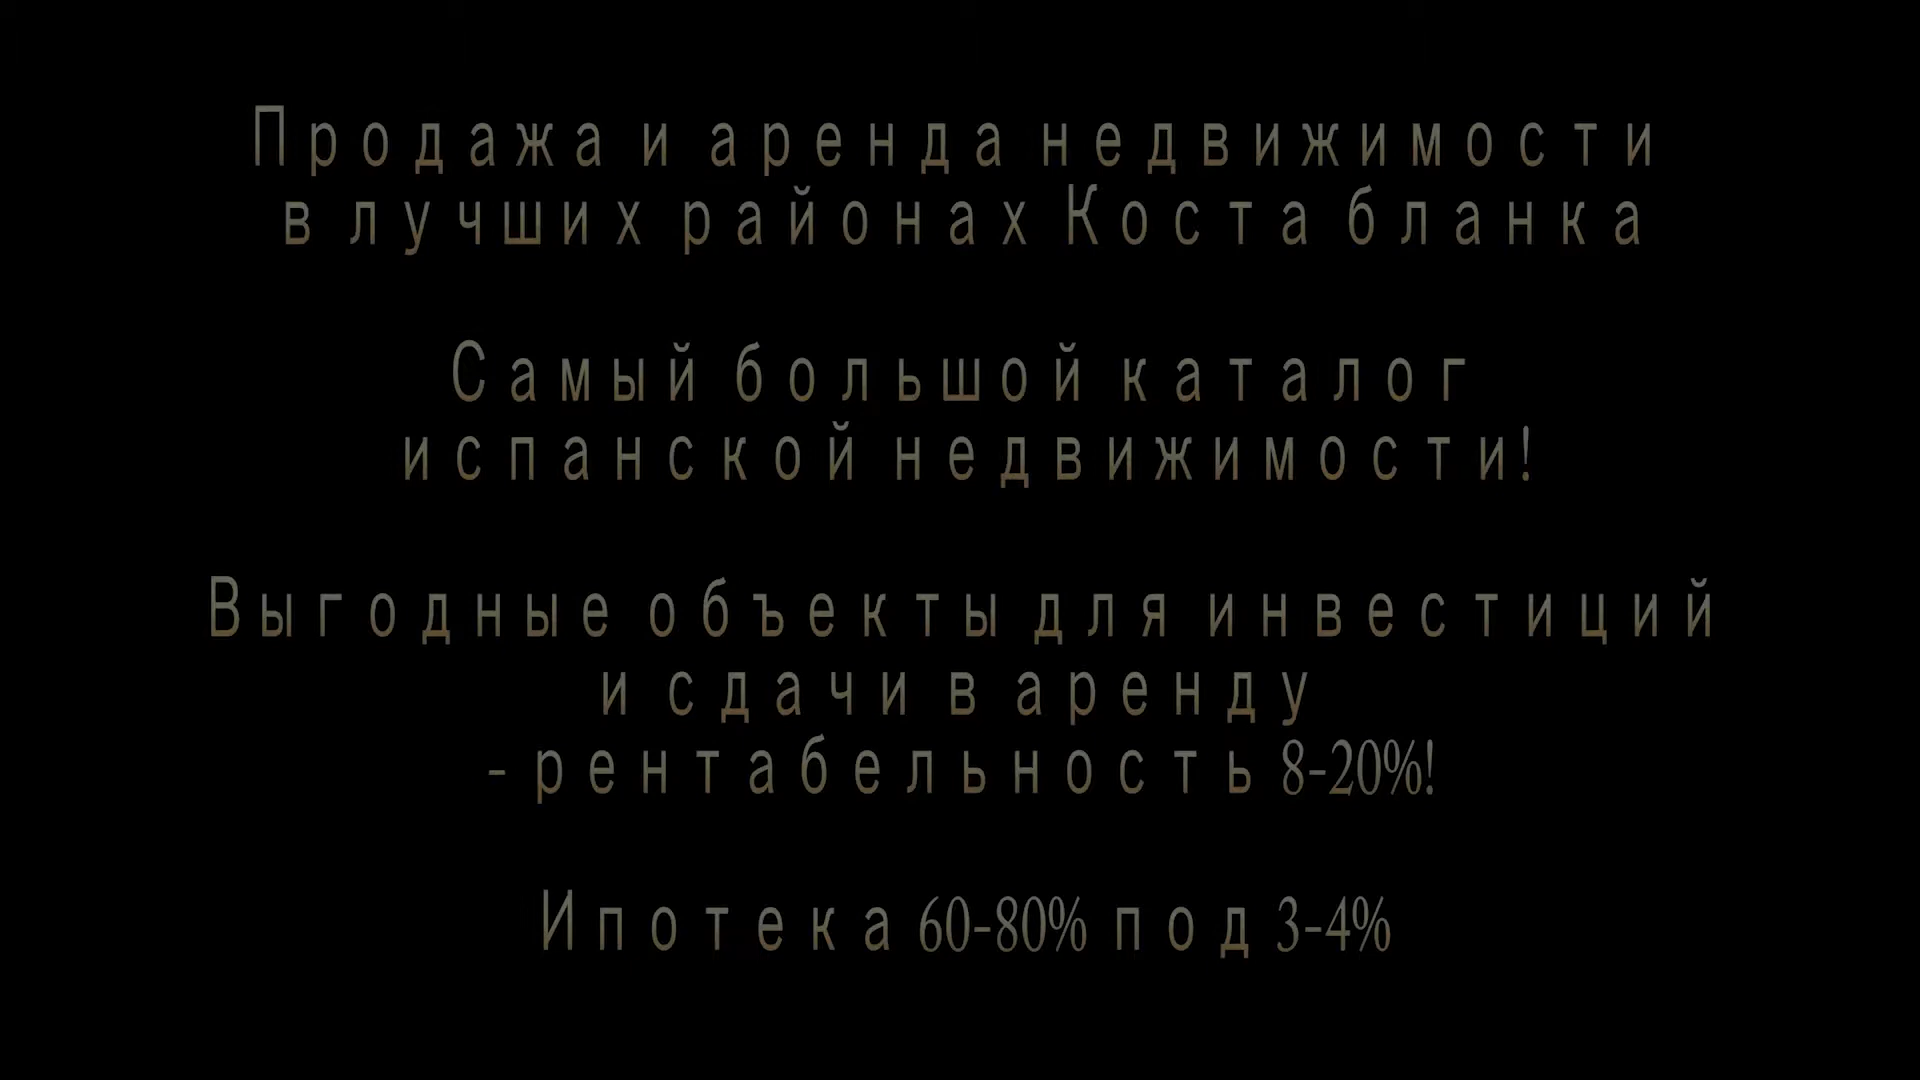 Продажа и аренда недвижимости
в лучших районах Коста бланка
Самый большой каталог
испанской недвижимости!
Выгодные объекты для инвестиций
и сдачи в аренду
- рентабельность 8-20%!
Ипотека 60-80% под 3-4%